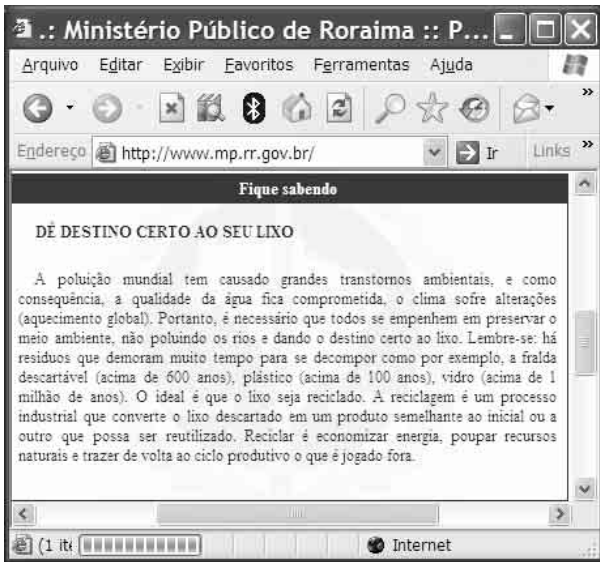 .: Ministério Público de Roraima :: P...
Arquivo Editar Exibir Favoritos Ferramentas Ajuda
»
Endereço http://www.mp.rr.gov.br/ Ir Links »
Fique sabendo
DÊ DESTINO CERTO AO SEU LIXO
A poluição mundial tem causado grandes transtornos ambientais, e como
consequência, a qualidade da água fica comprometida, o clima sofre alterações
(aquecimento global). Portanto, é necessário que todos se empenhem em preservar o
meio ambiente, não poluindo os rios e dando o destino certo ao lixo. Lembre-se: há
resíduos que demoram muito tempo para se decompor como por exemplo, a fralda
descartável (acima de 600 anos), plástico (acima de 100 anos), vidro (acima de 1
milhão de anos). O ideal é que o lixo seja reciclado. A reciclagem é um processo
industrial que converte o lixo descartado em um produto semelhante ao inicial ou a
outro que possa ser reutilizado. Reciclar é economizar energia, poupar recursos
naturais e trazer de volta ao ciclo produtivo o que é jogado fora.
(1 ite Internet